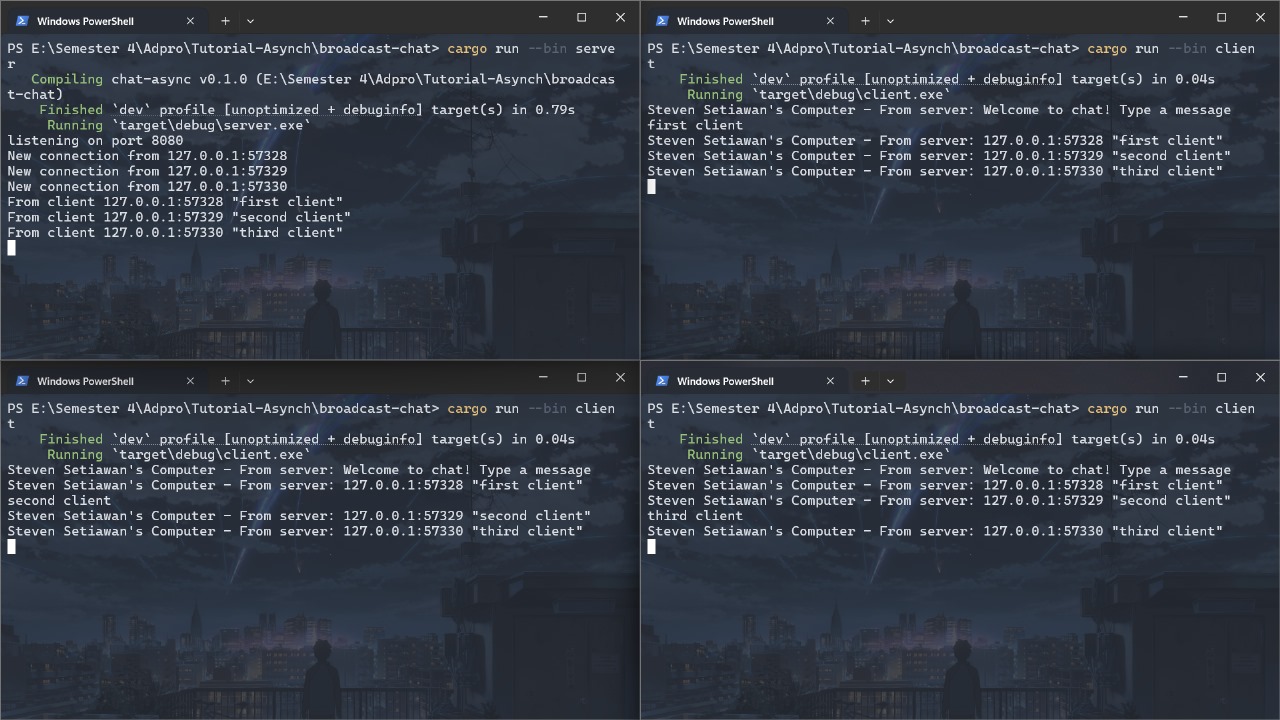 Windows PowerShell
PS E:\Semester 4\Adpro\Tutorial-Asynch\broadcast-chat> cargo run --bin serve
r
Compiling chat-async v0.1.0 (E:\Semester 4\Adpro\Tutorial-Asynch\broadcas
t-chat)
Finished `dev` profile [unoptimized + debuginfo] target(s) in 0.79s
Running `target\debug\server.exe`
listening on port 8080
New connection from 127.0.0.1:57328
New connection from 127.0.0.1:57329
New connection from 127.0.0.1:57330
From client 127.0.0.1:57328 "first client"
From client 127.0.0.1:57329 "second client"
From client 127.0.0.1:57330 "third client"
Windows PowerShell
PS E:\Semester 4\Adpro\Tutorial-Asynch\broadcast-chat> cargo run --bin clien
t
Finished `dev` profile [unoptimized + debuginfo] target(s) in 0.04s
Running `target\debug\client.exe`
Steven Setiawan's Computer - From server: Welcome to chat! Type a message
first client
Steven Setiawan's Computer - From server: 127.0.0.1:57328 "first client"
Steven Setiawan's Computer - From server: 127.0.0.1:57329 "second client"
Steven Setiawan's Computer - From server: 127.0.0.1:57330 "third client"
Windows PowerShell
PS E:\Semester 4\Adpro\Tutorial-Asynch\broadcast-chat> cargo run --bin clien
t
Finished `dev` profile [unoptimized + debuginfo] target(s) in 0.04s
Running `target\debug\client.exe`
Steven Setiawan's Computer - From server: Welcome to chat! Type a message
Steven Setiawan's Computer - From server: 127.0.0.1:57328 "first client"
second client
Steven Setiawan's Computer - From server: 127.0.0.1:57329 "second client"
Steven Setiawan's Computer - From server: 127.0.0.1:57330 "third client"
Windows PowerShell
PS E:\Semester 4\Adpro\Tutorial-Asynch\broadcast-chat> cargo run --bin clien
t
Finished `dev` profile [unoptimized + debuginfo] target(s) in 0.04s
Running `target\debug\client.exe`
Steven Setiawan's Computer - From server: Welcome to chat! Type a message
Steven Setiawan's Computer - From server: 127.0.0.1:57328 "first client"
Steven Setiawan's Computer - From server: 127.0.0.1:57329 "second client"
third client
Steven Setiawan's Computer - From server: 127.0.0.1:57330 "third client"